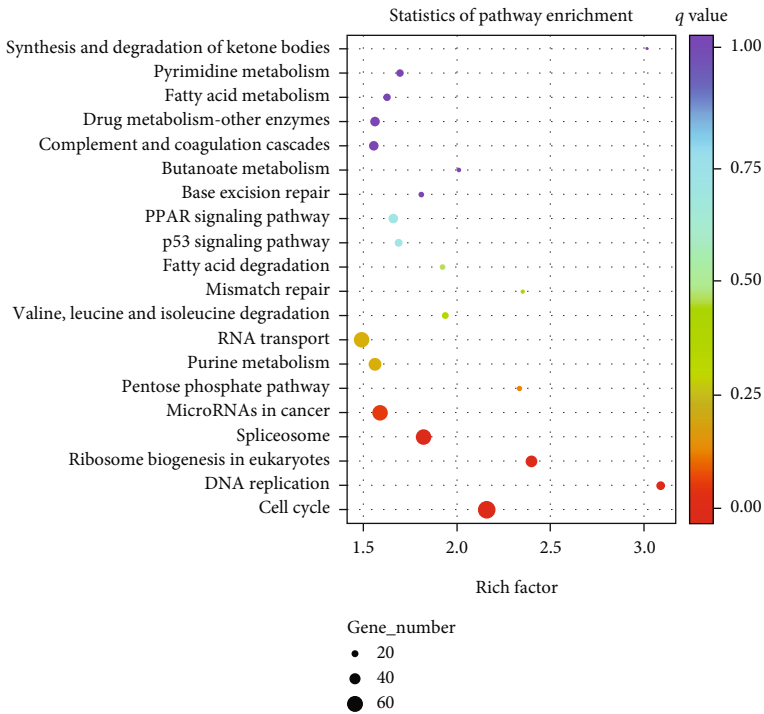 Statistics of pathway enrichment
q value
Synthesis and degradation of ketone bodies
Pyrimidine metabolism
Fatty acid metabolism
Drug metabolism-other enzymes
Complement and coagulation cascades
Butanoate metabolism
Base excision repair
PPAR signaling pathway
p53 signaling pathway
Fatty acid degradation
Mismatch repair
Valine, leucine and isoleucine degradation
RNA transport
Purine metabolism
Pentose phosphate pathway
MicroRNAs in cancer
Spliceosome
Ribosome biogenesis in eukaryotes
DNA replication
Cell cycle
1.00
0.75
0.50
0.25
0.00
1.5 2.0 2.5 3.0
Rich factor
Gene_number
20
40
60